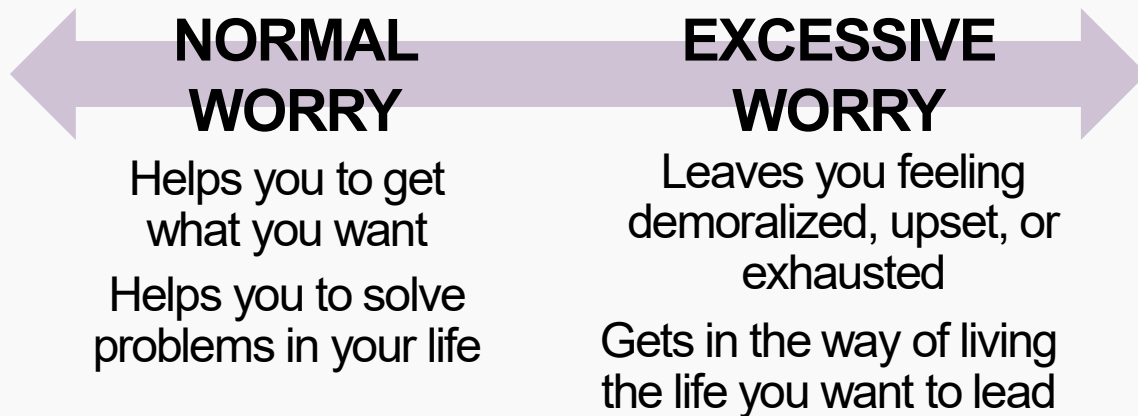 NORMAL
WORRY
Helps you to get
what you want
Helps you to solve
problems in your life
EXCESSIVE
WORRY
Leaves you feeling
demoralized, upset, or
exhausted
Gets in the way of living
the life you want to lead